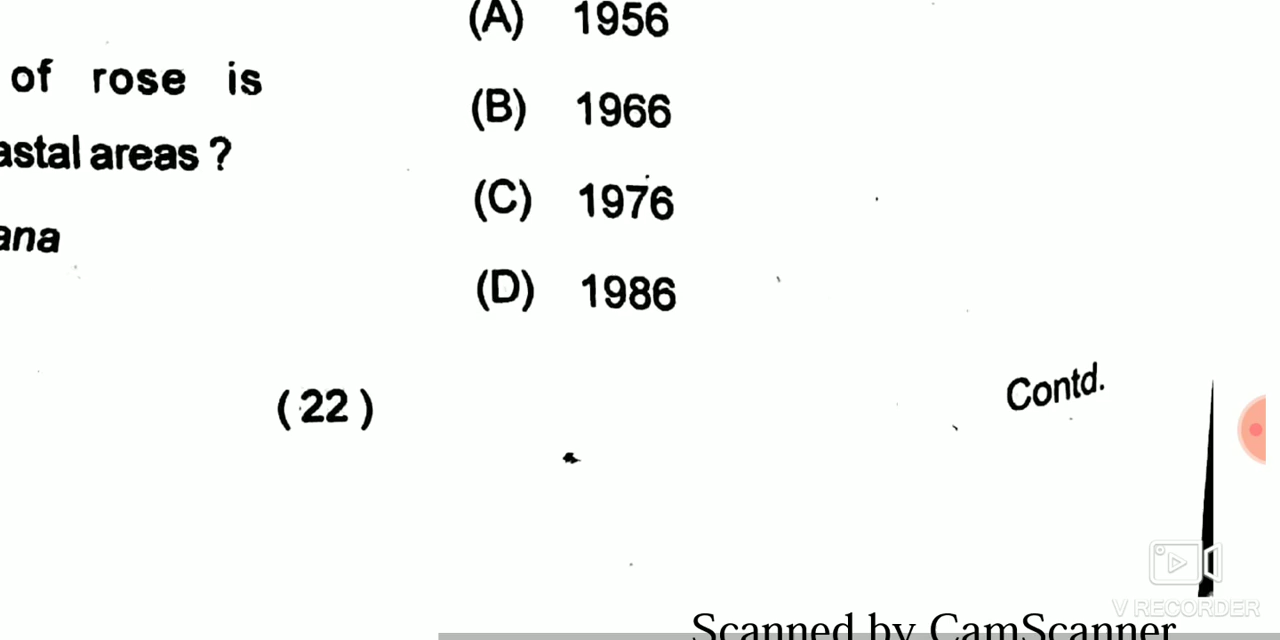 (A) 1956
of rose is
(B) 1966
astal areas ?
(C) 1976
ana
(D) 1986
(22)
Contd.
V RECORDER
Scanned by CamScanner